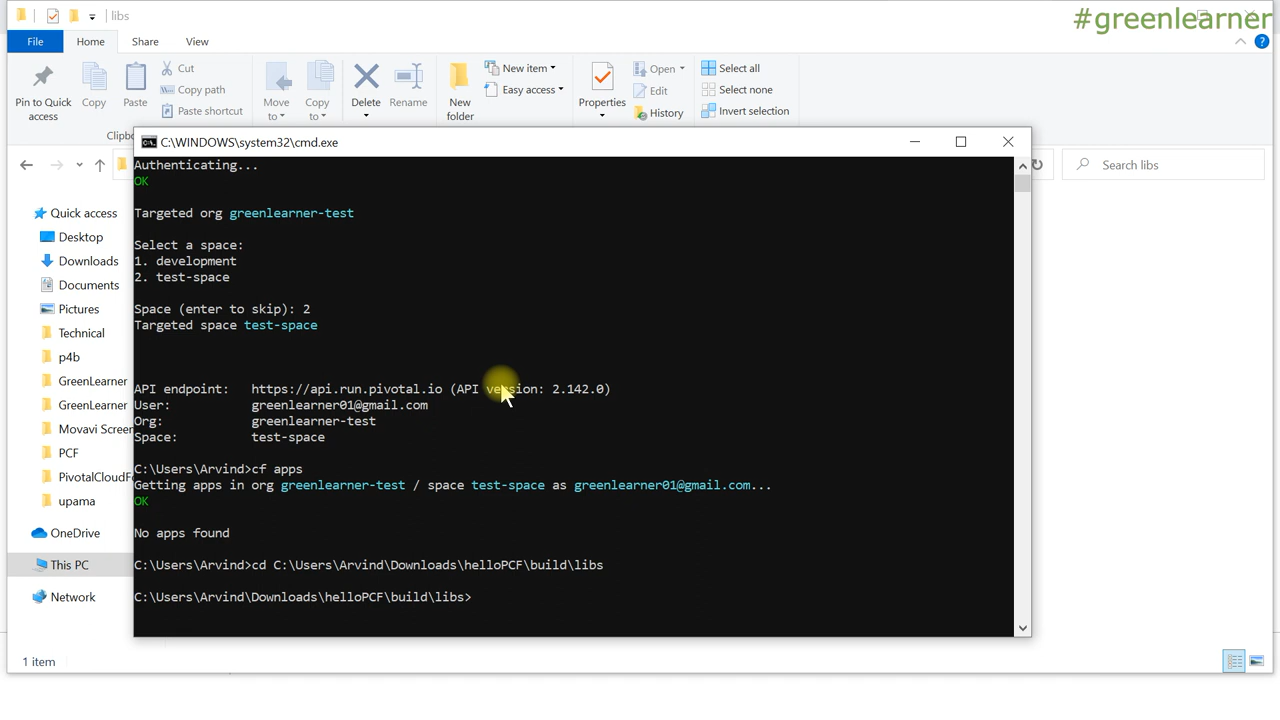 libs
#greenlearner
File
Home
Share
View
Pin to Quick access
Copy
Paste
Cut
Copy path
Paste shortcut
Move to
Copy to
Delete
Rename
New folder
New item
Easy access
Properties
Open
Edit
History
Select all
Select none
Invert selection
Search libs
Quick access
Desktop
Downloads
Documents
Pictures
Technical
p4b
GreenLearner
GreenLearner
Movavi Screen
PCF
upama
OneDrive
This PC
Network
1 item
C:\WINDOWS\system32\cmd.exe
Authenticating...
OK
Targeted org greenlearner-test
Select a space:
1. development
2. test-space
Space (enter to skip): 2
Targeted space test-space
API endpoint: https://api.run.pivotal.io (API version: 2.142.0)
User: greenlearner01@gmail.com
Org: greenlearner-test
Space: test-space
C:\Users\Arvind>cf apps
Getting apps in org greenlearner-test / space test-space as greenlearner01@gmail.com...
OK
No apps found
C:\Users\Arvind>cd C:\Users\Arvind\Downloads\helloPCF\build\libs
C:\Users\Arvind\Downloads\helloPCF\build\libs>